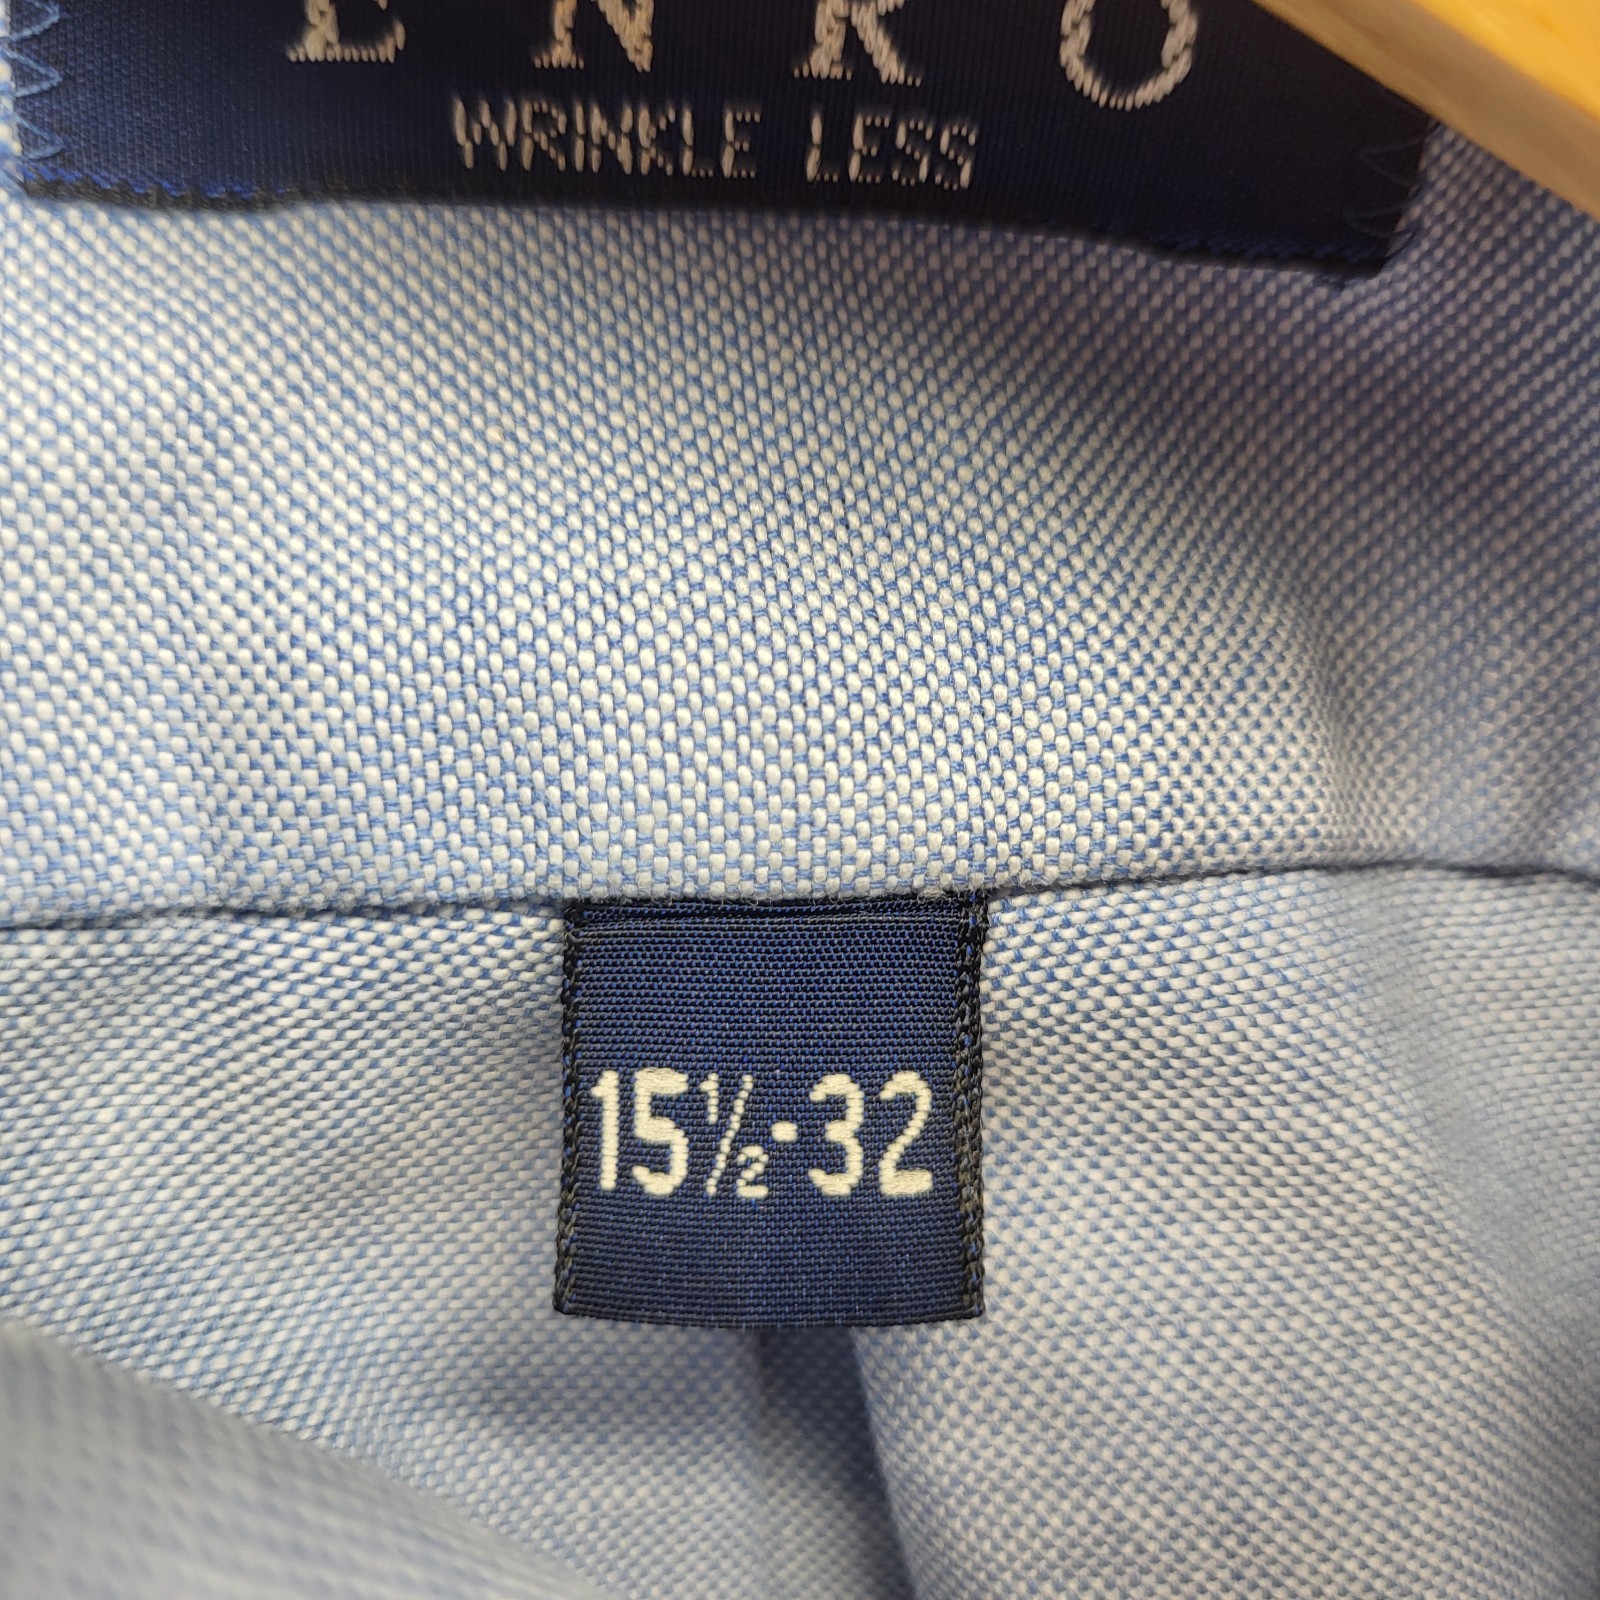 ENRO
WRINKLE LESS
15½·32